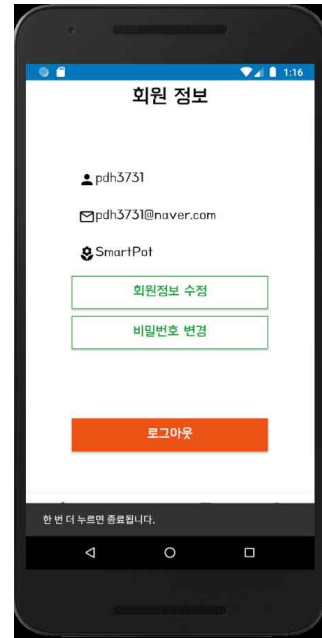 1:16
회원 정보
pdh3731
pdh3731@naver.com
SmartPot
회원정보 수정
비밀번호 변경
로그아웃
한 번 더 누르면 종료됩니다.